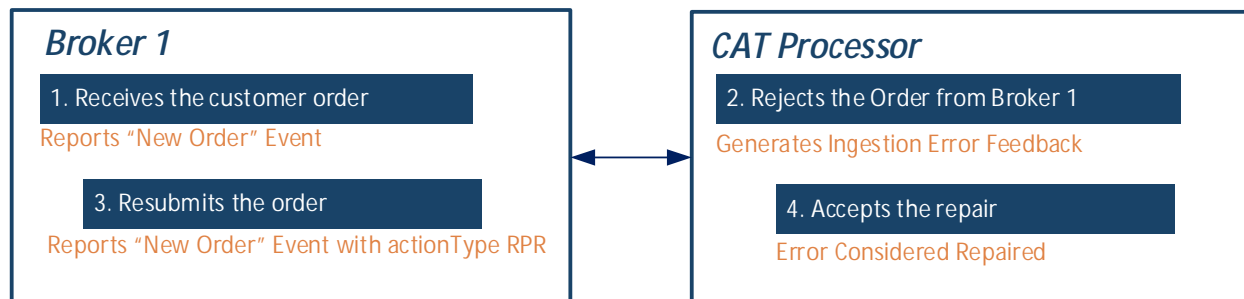 Broker 1
1. Receives the customer order
Reports “New Order” Event
3. Resubmits the order
Reports “New Order” Event with actionType RPR
CAT Processor
2. Rejects the Order from Broker 1
Generates Ingestion Error Feedback
4. Accepts the repair
Error Considered Repaired